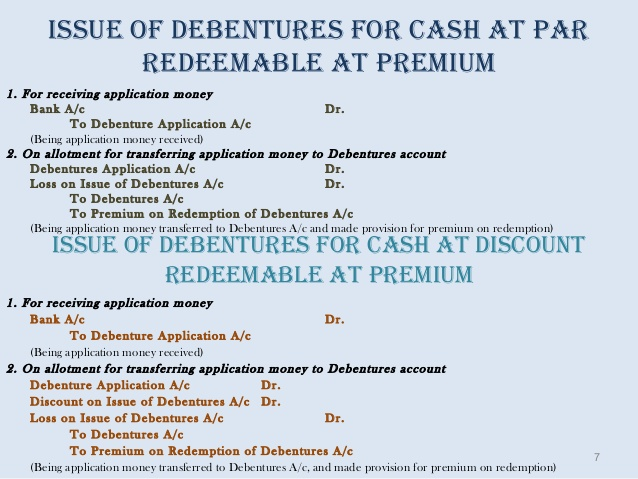 ISSUE OF DEBENTURES FOR CASH AT PAR
REDEEMABLE AT PREMIUM
1. For receiving application money
Bank A/c Dr.
To Debenture Application A/c
(Being application money received)
2. On allotment for transferring application money to Debentures account
Debentures Application A/c Dr.
Loss on Issue of Debentures A/c Dr.
To Debentures A/c
To Premium on Redemption of Debentures A/c
(Being application money transferred to Debentures A/c and made provision for premium on redemption)
ISSUE OF DEBENTURES FOR CASH AT DISCOUNT
REDEEMABLE AT PREMIUM
1. For receiving application money
Bank A/c Dr.
To Debenture Application A/c
(Being application money received)
2. On allotment for transferring application money to Debentures account
Debenture Application A/c Dr.
Discount on Issue of Debentures A/c Dr.
Loss on Issue of Debentures A/c Dr.
To Debentures A/c
To Premium on Redemption of Debentures A/c
(Being application money transferred to Debentures A/c, and made provision for premium on redemption)
7